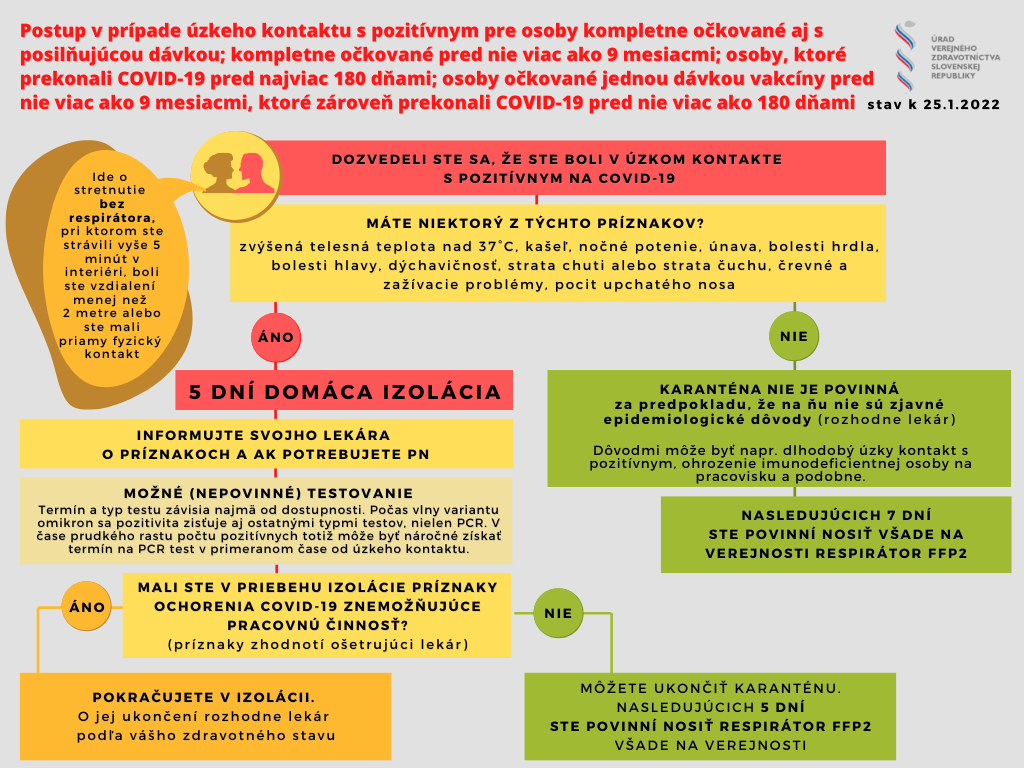 Postup v prípade úzkeho kontaktu s pozitívnym pre osoby kompletne očkované aj s
posilňujúcou dávkou; kompletne očkované pred nie viac ako 9 mesiacmi; osoby, ktoré
prekonali COVID-19 pred najviac 180 dňami; osoby očkované jednou dávkou vakcíny pred
nie viac ako 9 mesiacmi, ktoré zároveň prekonali COVID-19 pred nie viac ako 180 dňami
ÚRAD
VEREJNÉHO
ZDRAVOTNÍCTVA
SLOVENSKEJ
REPUBLIKY
stav k 25.1.2022
Ide o
stretnutie
bez
respirátora,
pri ktorom ste
strávili vyše 5
minút v
interiéri, boli
ste vzdialení
menej než
2 metre alebo
ste mali
priamy fyzický
kontakt
DOZVEDELI STE SA, ŽE STE BOLI V ÚZKOM KONTAKTE
S POZITÍVNYM NA COVID-19
MÁTE NIEKTORÝ Z TÝCHTO PRÍZNAKOV?
zvýšená telesná teplota nad 37°C, kašeľ, nočné potenie, únava, bolesti hrdla,
bolesti hlavy, dýchavičnosť, strata chuti alebo strata čuchu, črevné a
zažívacie problémy, pocit upchatého nosa
ÁNO
NIE
5 DNÍ DOMÁCA IZOLÁCIA
INFORMUJTE SVOJHO LEKÁRA
O PRÍZNAKOCH A AK POTREBUJETE PN
MOŽNÉ (NEPOVINNÉ) TESTOVANIE
Termín a typ testu závisia najmä od dostupnosti. Počas vlny variantu
omikron sa pozitivita zisťuje aj ostatnými typmi testov, nielen PCR. V
čase prudkého rastu počtu pozitívnych totiž môže byť náročné získať
termín na PCR test v primeranom čase od úzkeho kontaktu.
KARANTÉNA NIE JE POVINNÁ
za predpokladu, že na ňu nie sú zjavné
epidemiologické dôvody (rozhodne lekár)
Dôvodmi môže byť napr. dlhodobý úzky kontakt s
pozitívnym, ohrozenie imunodeficientnej osoby na
pracovisku a podobne.
NASLEDUJÚCICH 7 DNÍ
STE POVINNÍ NOSIŤ VŠADE NA
VEREJNOSTI RESPIRÁTOR FFP2
MALI STE V PRIEBEHU IZOLÁCIE PRÍZNAKY
OCHORENIA COVID-19 ZNEMOŽŇUJÚCE
PRACOVNÚ ČINNOSŤ?
(príznaky zhodnotí ošetrujúci lekár)
ÁNO
NIE
POKRAČUJETE V IZOLÁCII.
O jej ukončení rozhodne lekár
podľa vášho zdravotného stavu
MÔŽETE UKONČIŤ KARANTÉNU.
NASLEDUJÚCICH 5 DNÍ
STE POVINNÍ NOSIŤ RESPIRÁTOR FFP2
VŠADE NA VEREJNOSTI